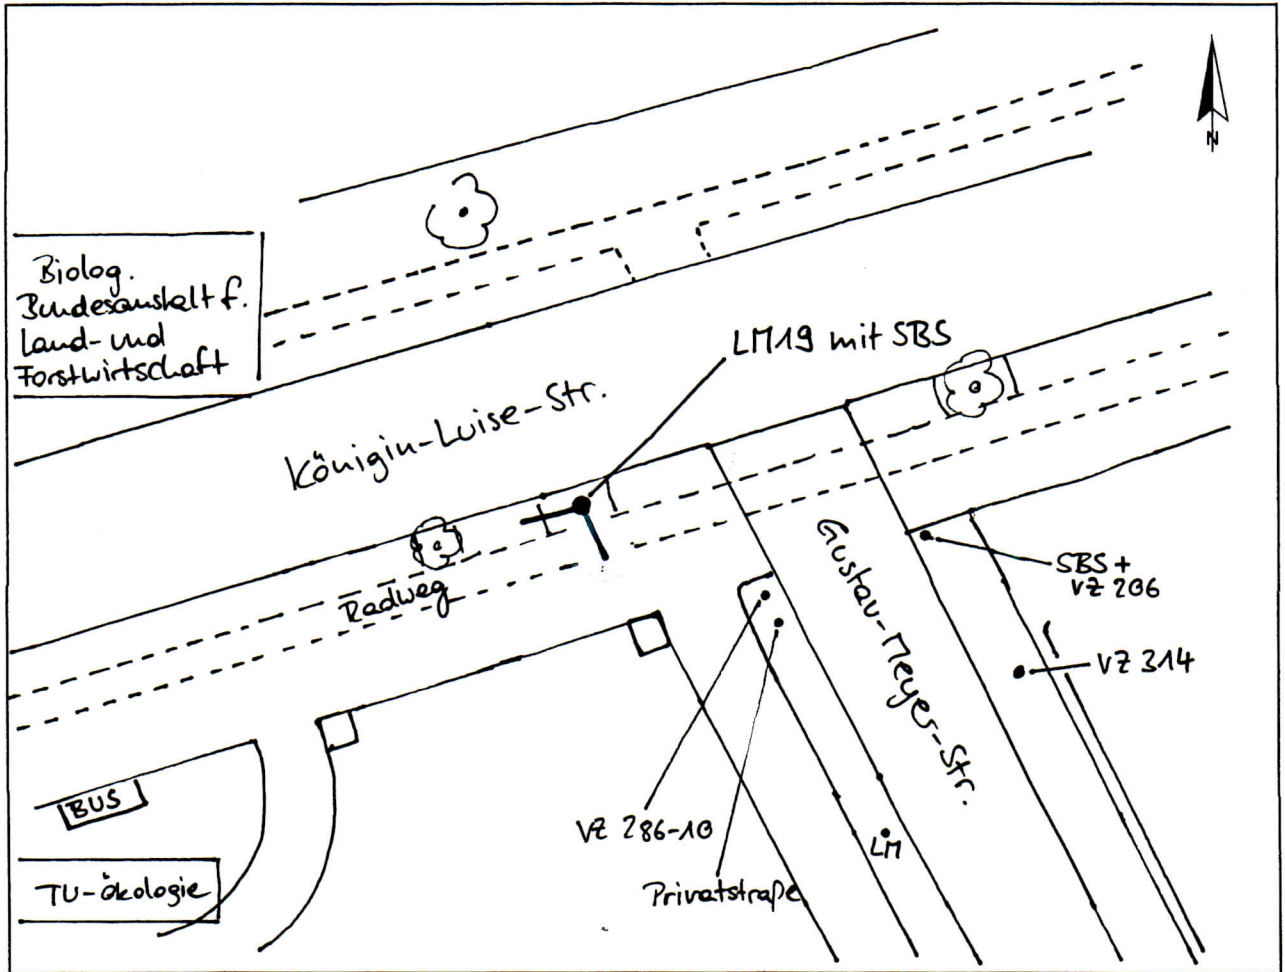 N
Biolog.
Bundesanstalt f.
Land- und
Forstwirtschaft
LM19 mit SBS
Königin-Luise-Str.
Radweg
Gustav-Meyer-Str.
SBS +
VZ 206
VZ 314
BUS
VZ 286-10
LM
TU-ökologie
Privatstraße